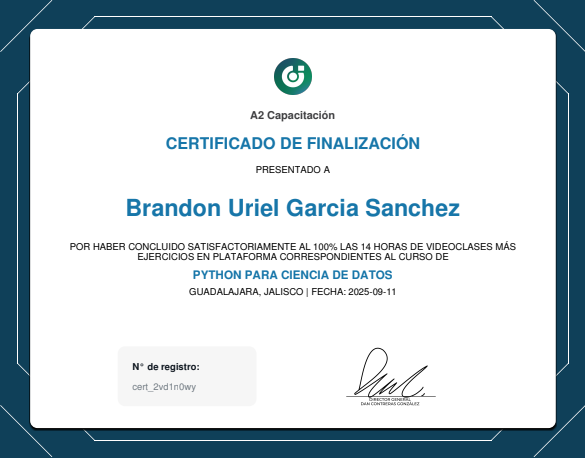 A2 Capacitación
CERTIFICADO DE FINALIZACIÓN
PRESENTADO A
Brandon Uriel Garcia Sanchez
POR HABER CONCLUIDO SATISFACTORIAMENTE AL 100% LAS 14 HORAS DE VIDEOCLASES MÁS
EJERCICIOS EN PLATAFORMA CORRESPONDIENTES AL CURSO DE
PYTHON PARA CIENCIA DE DATOS
GUADALAJARA, JALISCO | FECHA: 2025-09-11
N° de registro:
cert_2vd1n0wy
DIRECTOR GENERAL
DAN CONTRERAS GONZÁLEZ